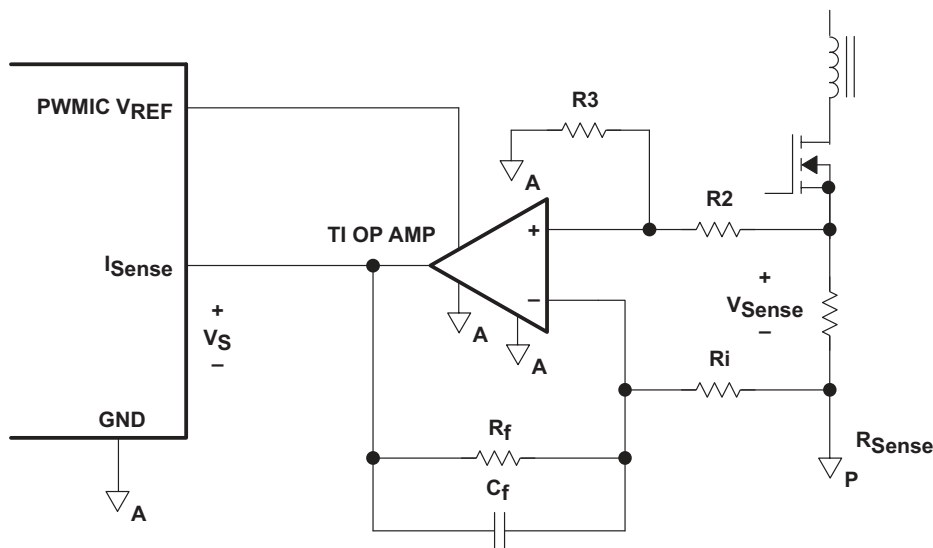 PWMIC VREF
R3
A
R2
TI OP AMP
+
−
ISense
+
VS
−
A
A
+
VSense
−
Ri
GND
A
Rf
Cf
RSense
P